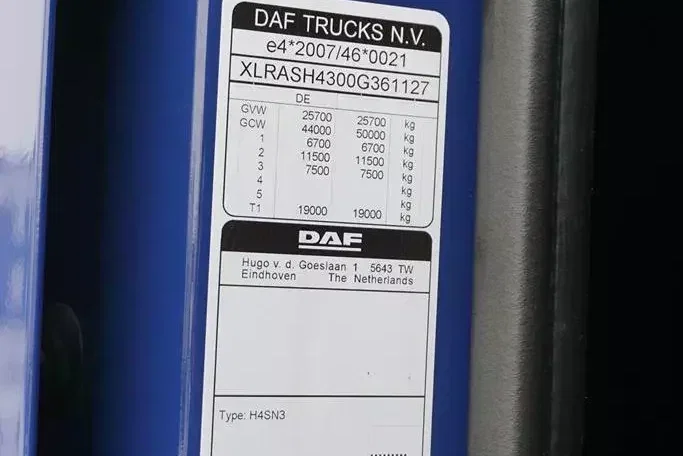 DAF TRUCKS N.V.
e4*2007/46*0021
XLRASH4300G361127
DE
GVW 25700 25700 kg
GCW 44000 50000 kg
1 6700 6700 kg
2 11500 11500 kg
3 7500 7500 kg
4 kg
5 kg
T1 19000 19000 kg
DAF
Hugo v. d. Goeslaan 1 5643 TW
Eindhoven The Netherlands
Type: H4SN3